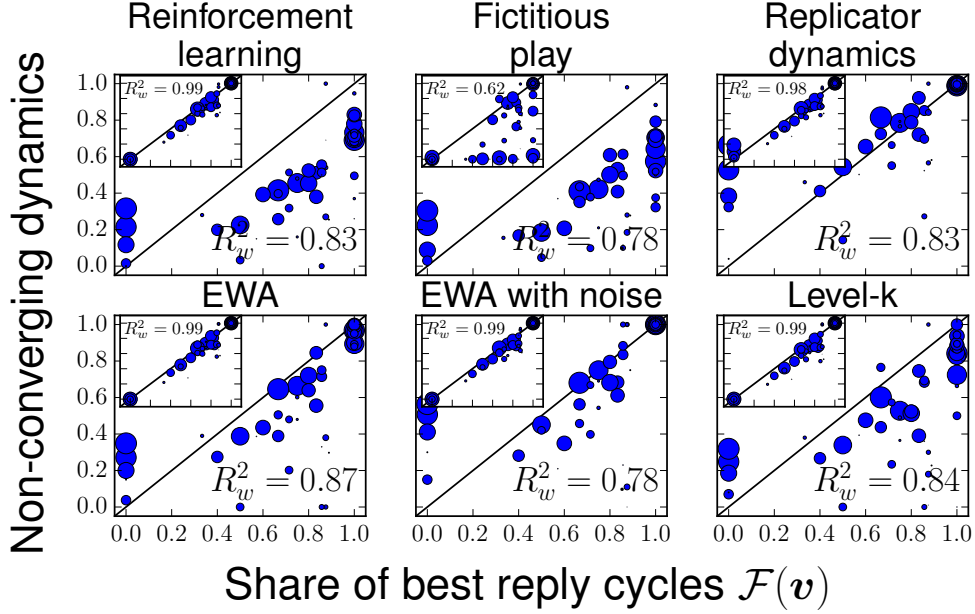 Reinforcement
learning
Fictitious
play
Replicator
dynamics
Non-converging dynamics
1.0
0.8
0.6
0.4
0.2
0.0
R²_w = 0.99
R²_w = 0.83
R²_w = 0.62
R²_w = 0.78
R²_w = 0.98
R²_w = 0.83
EWA
EWA with noise
Level-k
1.0
0.8
0.6
0.4
0.2
0.0
R²_w = 0.99
R²_w = 0.87
R²_w = 0.99
R²_w = 0.78
R²_w = 0.99
R²_w = 0.84
0.0 0.2 0.4 0.6 0.8 1.0
0.0 0.2 0.4 0.6 0.8 1.0
0.0 0.2 0.4 0.6 0.8 1.0
Share of best reply cycles F(v)